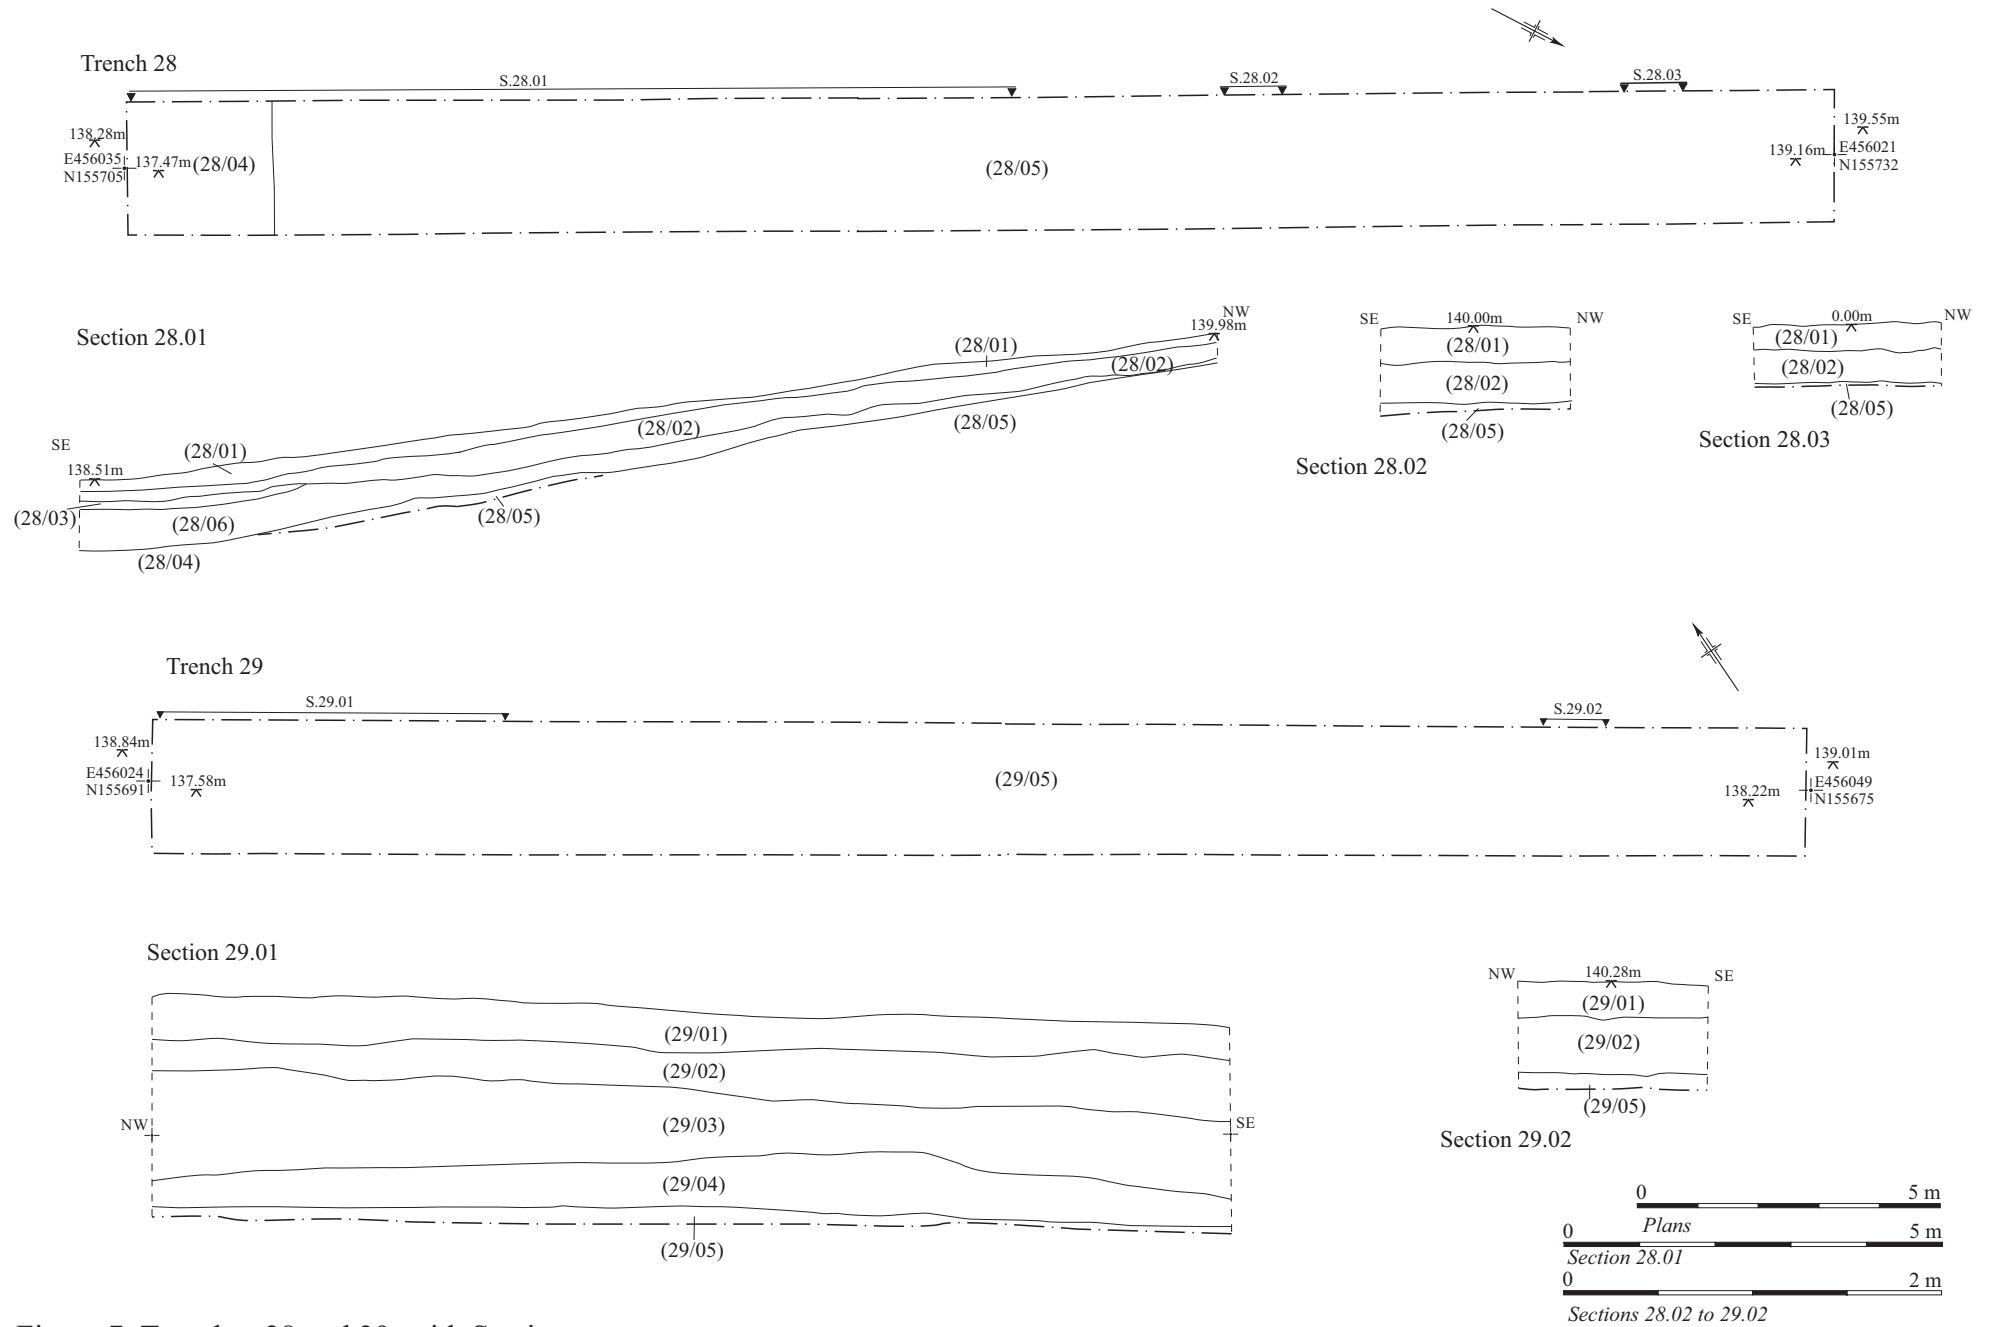 Trench 28
S.28.01
S.28.02
S.28.03
138.28m
E456035
N155705
137.47m
(28/04)
(28/05)
139.16m
139.55m
E456021
N155732
Section 28.01
SE
138.51m
(28/01)
(28/03)
(28/06)
(28/04)
(28/05)
(28/02)
(28/01)
(28/05)
(28/02)
NW
139.98m
SE
140.00m
NW
(28/01)
(28/02)
(28/05)
Section 28.02
SE
0.00m
NW
(28/01)
(28/02)
(28/05)
Section 28.03
Trench 29
S.29.01
S.29.02
138.84m
E456024
N155691
137.58m
(29/05)
138.22m
139.01m
E456049
N155675
Section 29.01
NW
SE
(29/01)
(29/02)
(29/03)
(29/04)
(29/05)
NW
140.28m
SE
(29/01)
(29/02)
(29/05)
Section 29.02
0 5 m
Plans
0 5 m
Section 28.01
0 2 m
Sections 28.02 to 29.02